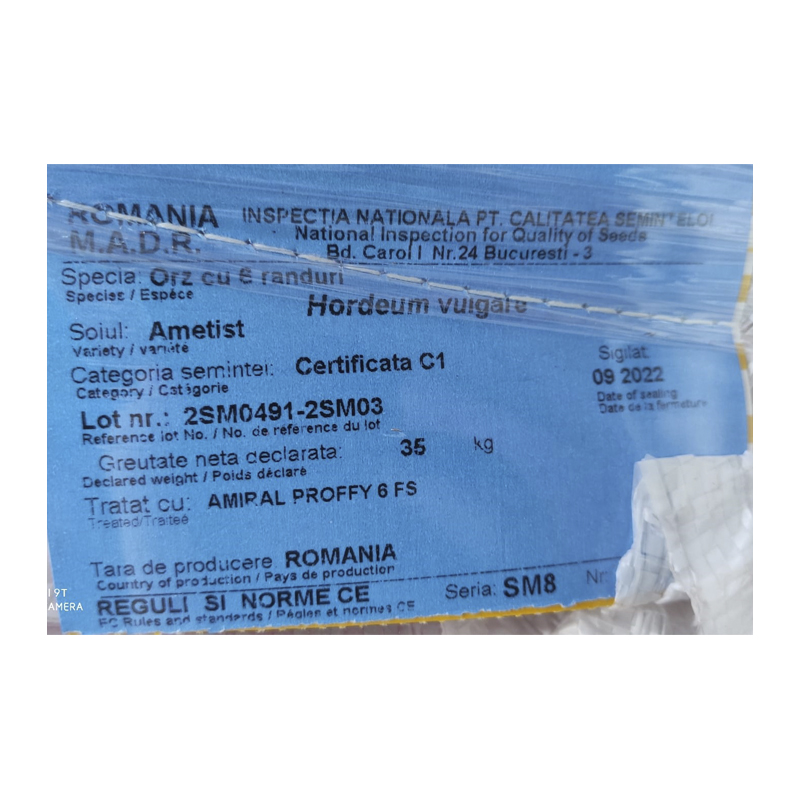 ROMANIA INSPECTIA NATIONALA PT. CALITATEA
M.A.D.R. National Inspection for Quality of Seeds
Bd. Carol I Nr.24 Bucuresti - 3
Specia: Orz cu 6 randuri
Species / Espéce
Hordeum vulgare
Soiul: Ametist
Variety / variété
Categoria semintei: Certificata C1
Category / Catégorie
Sigilat:
09 2022
Date of sealing
Date de la fermeture
Lot nr.: 2SM0491-2SM03
Reference lot No. / No. de reference du lot
Greutate neta declarata: 35 kg
Declared weight / Poids déclaré
Tratat cu: AMIRAL PROFFY 6 FS
Treated/Traiteé
Tara de producere ROMANIA
Country of production / Pays de production
REGULI SI NORME CE Seria: SM8 Nr:
EC Rules and standards / Règles et normes CE
19T
AMERA